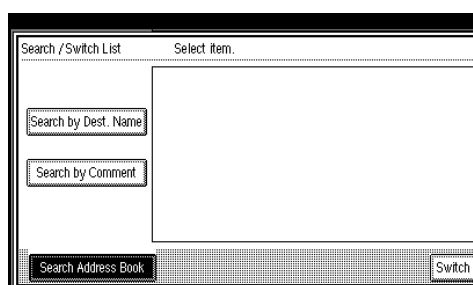 Search / Switch List Select item.
Search by Dest. Name
Search by Comment
Search Address Book Switch